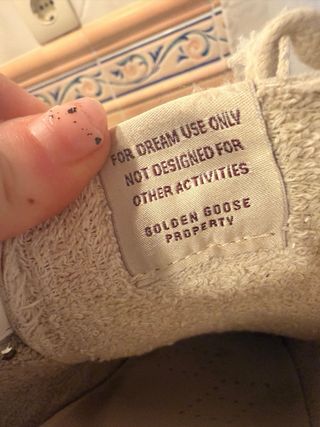 FOR DREAM USE ONLY
NOT DESIGNED FOR
OTHER ACTIVITIES
GOLDEN GOOSE
PROPERTY